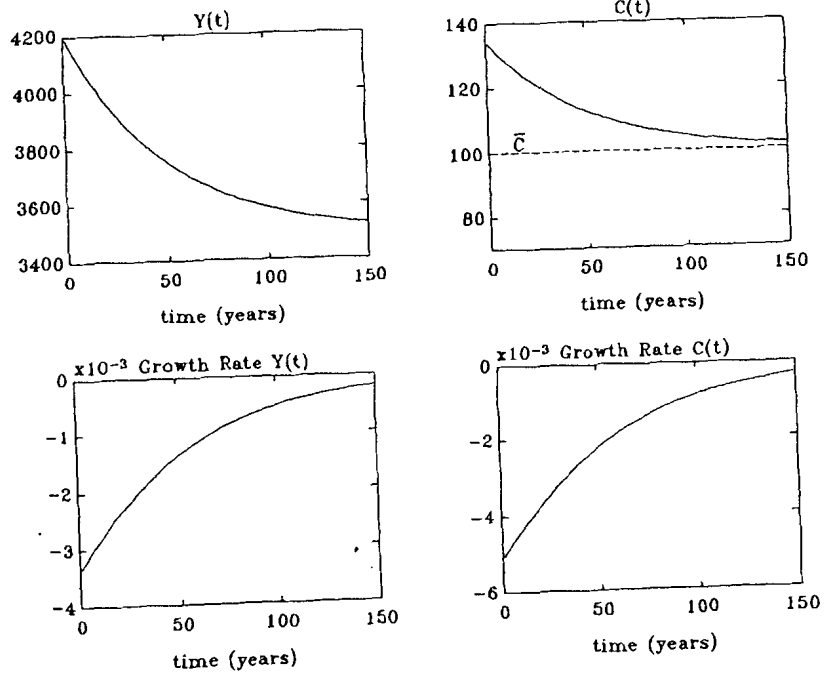 Y(t)
4200
4000
3800
3600
3400
0 50 100 150
time (years)
C(t)
140
120
100
80
C̅
0 50 100 150
time (years)
x10⁻³ Growth Rate Y(t)
0
-1
-2
-3
-4
0 50 100 150
time (years)
x10⁻³ Growth Rate C(t)
0
-2
-4
-6
0 50 100 150
time (years)